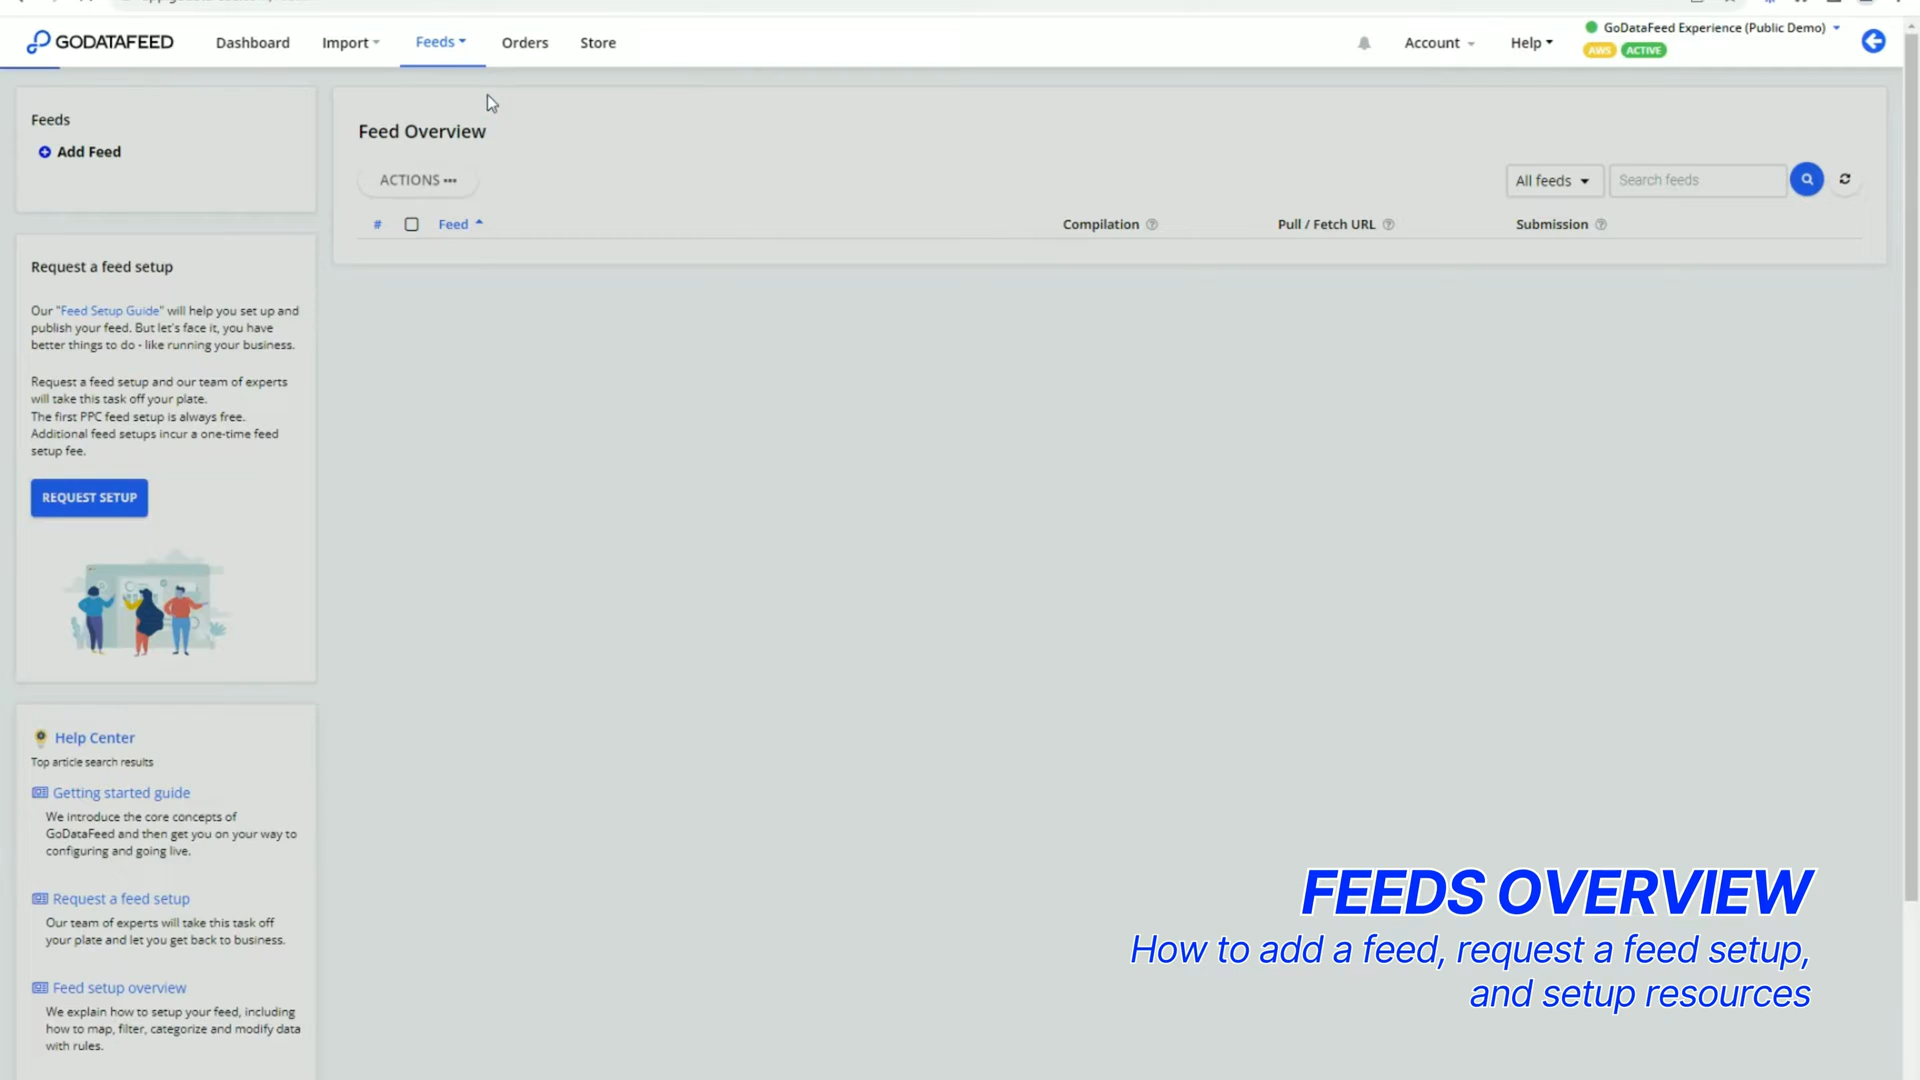 GODATAFEED
Dashboard
Import
Feeds
Orders
Store
Account
Help
GoDataFeed Experience (Public Demo)
AWS ACTIVE
Feeds
Add Feed
Request a feed setup
Our "Feed Setup Guide" will help you set up and
publish your feed. But let's face it, you have
better things to do - like running your business.
Request a feed setup and our team of experts
will take this task off your plate.
The first PPC feed setup is always free.
Additional feed setups incur a one-time feed
setup fee.
REQUEST SETUP
Help Center
Top article search results
Getting started guide
We introduce the core concepts of
GoDataFeed and then get you on your way to
configuring and going live.
Request a feed setup
Our team of experts will take this task off
your plate and let you get back to business.
Feed setup overview
We explain how to setup your feed, including
how to map, filter, categorize and modify data
with rules.
Feed Overview
ACTIONS •••
All feeds
Search feeds
# Feed Compilation Pull / Fetch URL Submission
FEEDS OVERVIEW
How to add a feed, request a feed setup,
and setup resources